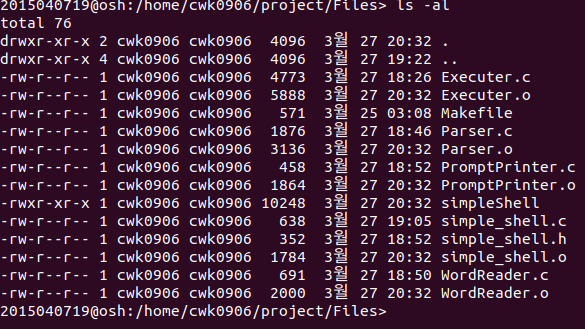 2015040719@osh:/home/cwk0906/project/Files> ls -al
total 76
drwxr-xr-x 2 cwk0906 cwk0906  4096  3월 27 20:32 .
drwxr-xr-x 4 cwk0906 cwk0906  4096  3월 27 19:22 ..
-rw-r--r-- 1 cwk0906 cwk0906  4773  3월 27 18:26 Executer.c
-rw-r--r-- 1 cwk0906 cwk0906  5888  3월 27 20:32 Executer.o
-rw-r--r-- 1 cwk0906 cwk0906   571  3월 25 03:08 Makefile
-rw-r--r-- 1 cwk0906 cwk0906  1876  3월 27 18:46 Parser.c
-rw-r--r-- 1 cwk0906 cwk0906  3136  3월 27 20:32 Parser.o
-rw-r--r-- 1 cwk0906 cwk0906   458  3월 27 18:52 PromptPrinter.c
-rw-r--r-- 1 cwk0906 cwk0906  1864  3월 27 20:32 PromptPrinter.o
-rwxr-xr-x 1 cwk0906 cwk0906 10248  3월 27 20:32 simpleShell
-rw-r--r-- 1 cwk0906 cwk0906   638  3월 27 19:05 simple_shell.c
-rw-r--r-- 1 cwk0906 cwk0906   352  3월 27 18:52 simple_shell.h
-rw-r--r-- 1 cwk0906 cwk0906  1784  3월 27 20:32 simple_shell.o
-rw-r--r-- 1 cwk0906 cwk0906   691  3월 27 18:50 WordReader.c
-rw-r--r-- 1 cwk0906 cwk0906  2000  3월 27 20:32 WordReader.o
2015040719@osh:/home/cwk0906/project/Files>